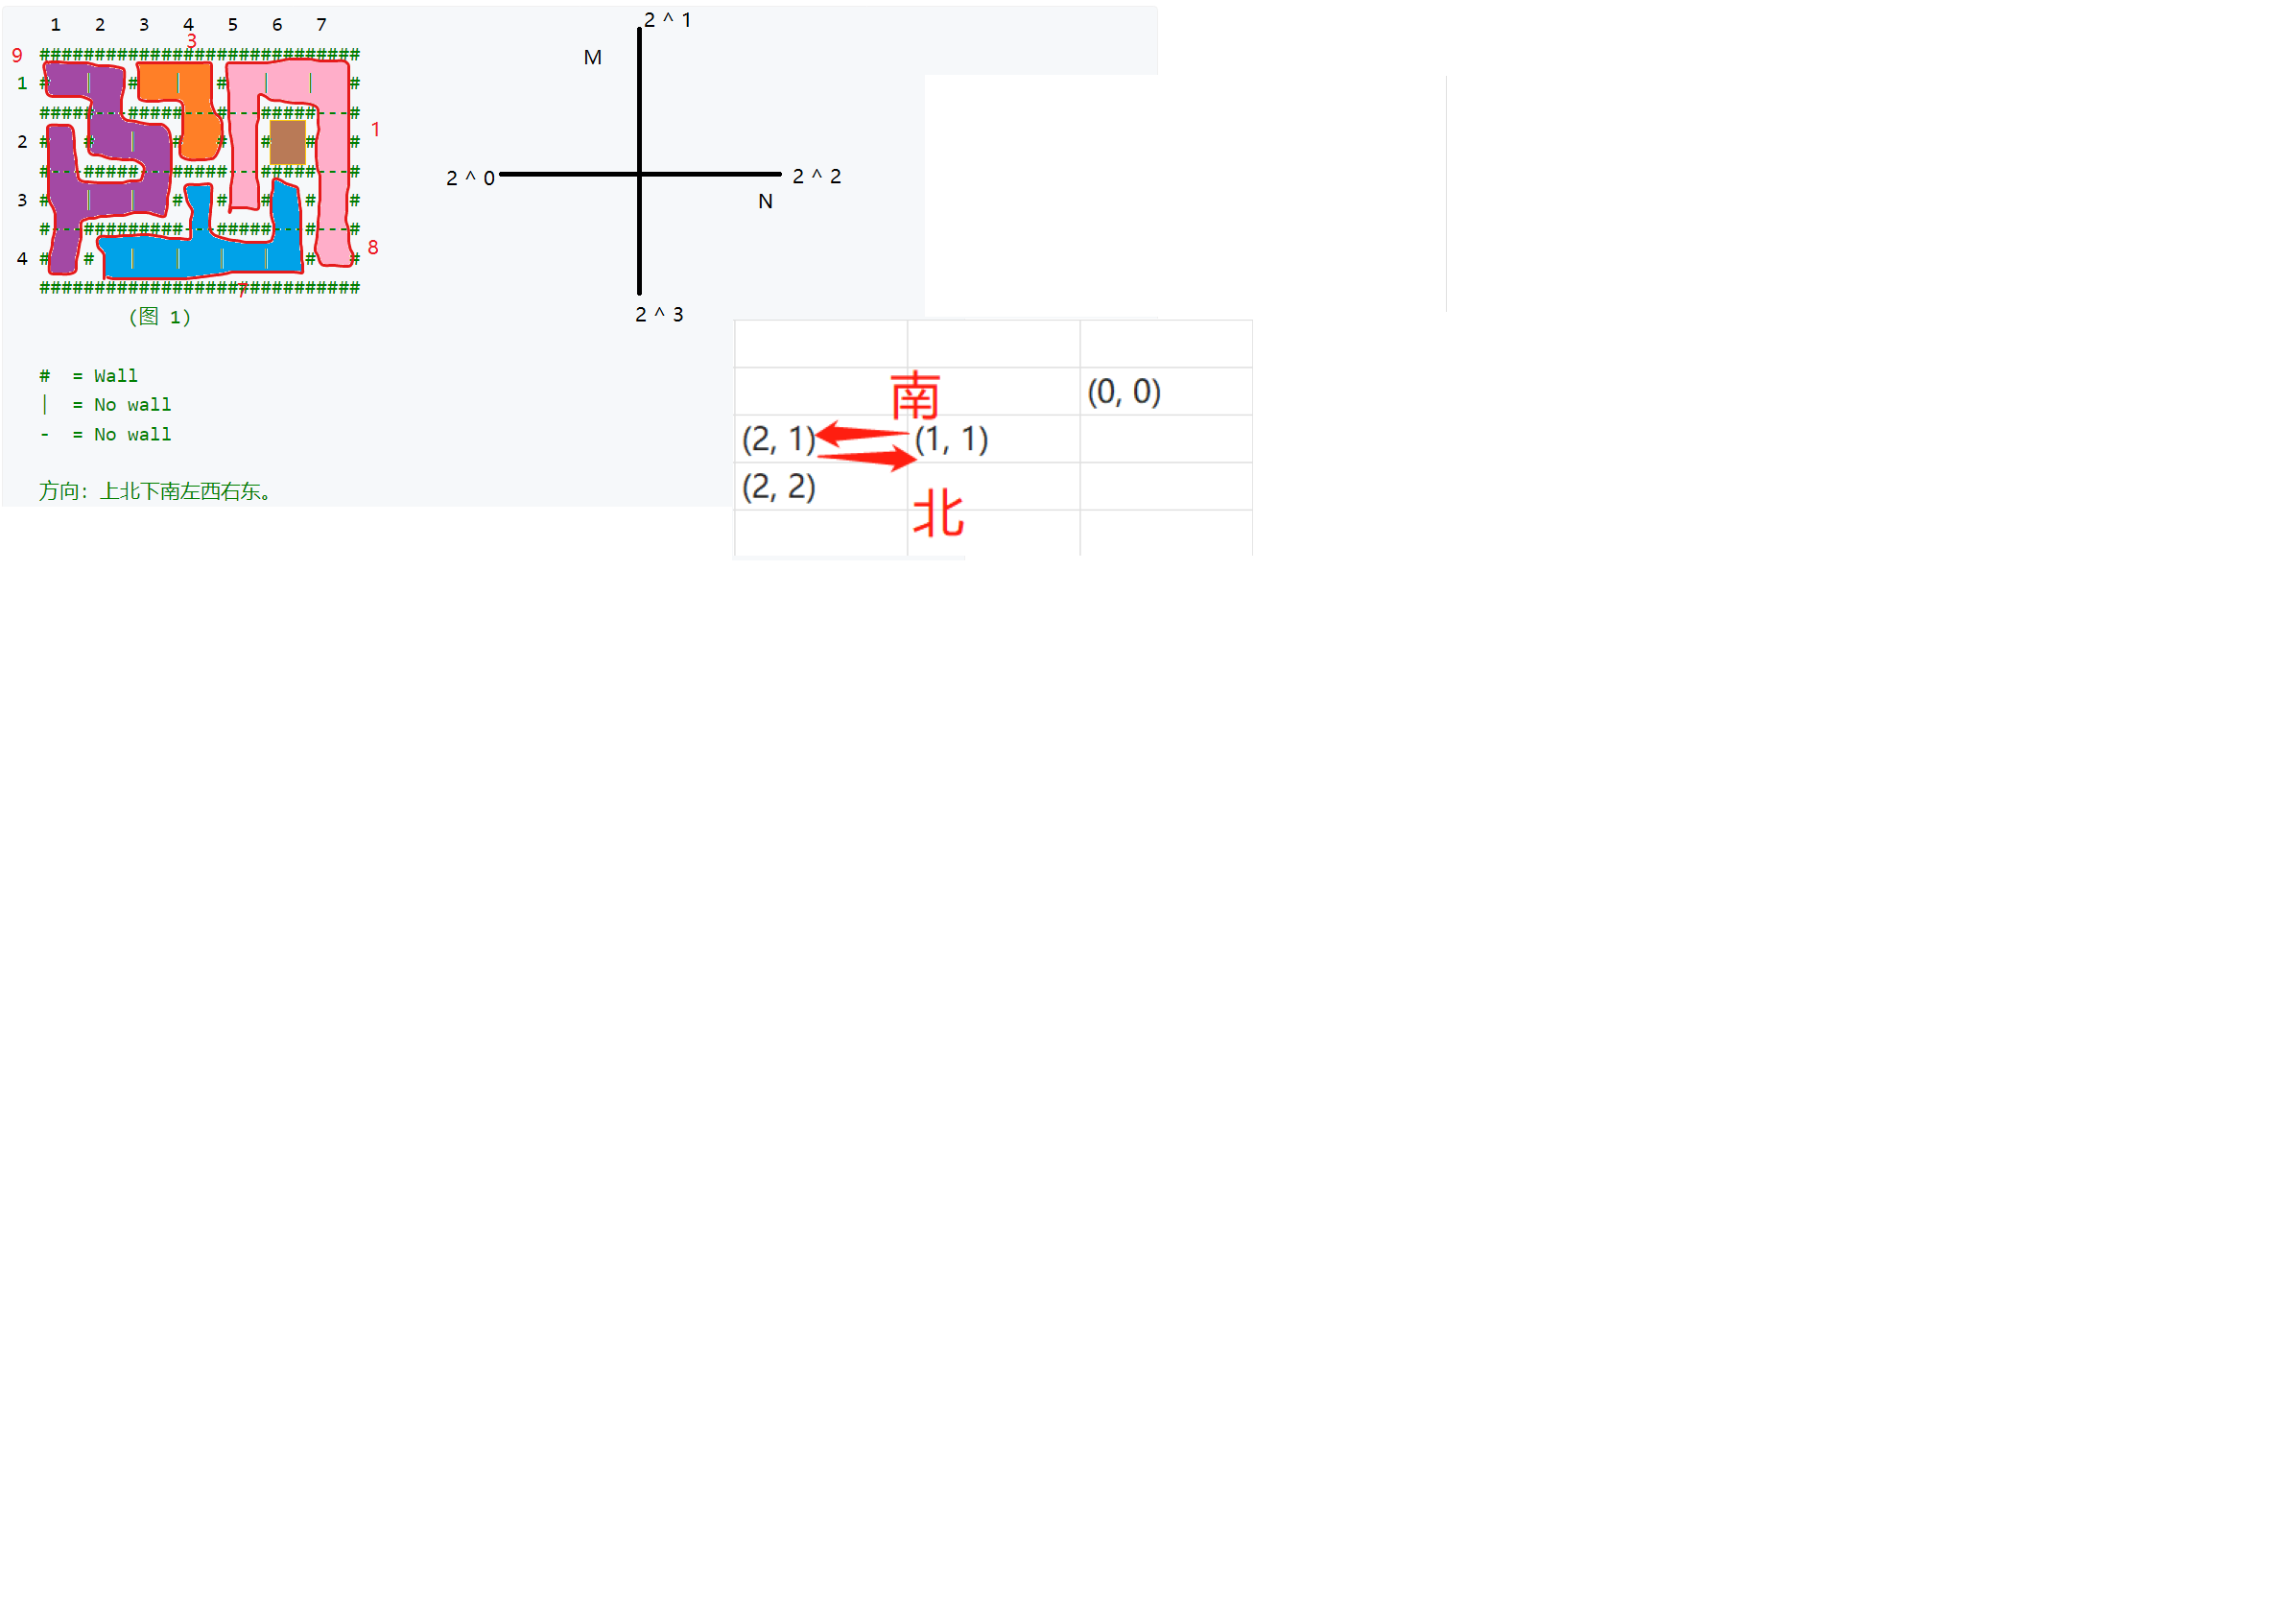 1 2 3 4 5 6 7
3
9 #############################
1 #   |   #   |   #   |   |   #
#####---#####---#---#####---#
2 #   #   |   #   #   #   #   # 1
#---#####---#####---#####---#
3 #   |   |   #   #   #   #   #
#---#########---#####---#---#
4 #   #   |   |   |   |   #   # 8
#############################
7
(图 1)
# = Wall
| = No wall
- = No wall
方向: 上北下南左西右东。
2 ^ 1
M
2 ^ 0
2 ^ 2
N
2 ^ 3
南 (0, 0)
(2, 1) (1, 1)
(2, 2)
北